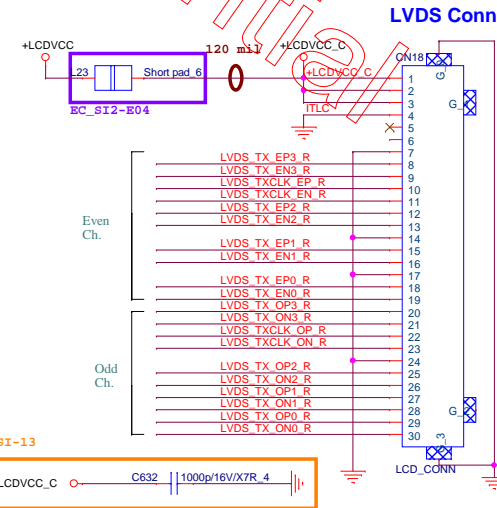 LVDS Conn
+LCDVCC
120 mil
+LCDVCC_C
CN18
L23
Short pad_6
+LCDVCC_C
EC_SI2-E04
ITLC
1
2
3
4
5
6
7
LVDS_TX_EP3_R 8
LVDS_TX_EN3_R 9
LVDS_TXCLK_EP_R 10
LVDS_TXCLK_EN_R 11
LVDS_TX_EP2_R 12
LVDS_TX_EN2_R 13
14
LVDS_TX_EP1_R 15
LVDS_TX_EN1_R 16
17
LVDS_TX_EP0_R 18
LVDS_TX_EN0_R 19
LVDS_TX_OP3_R 20
LVDS_TX_ON3_R 21
LVDS_TXCLK_OP_R 22
LVDS_TXCLK_ON_R 23
24
LVDS_TX_OP2_R 25
LVDS_TX_ON2_R 26
LVDS_TX_OP1_R 27
LVDS_TX_ON1_R 28
LVDS_TX_OP0_R 29
LVDS_TX_ON0_R 30
Even
Ch.
Odd
Ch.
G_
G_
G_3
LCD_CONN
SI-13
LCDVCC_C
C632
1000p/16V/X7R_4